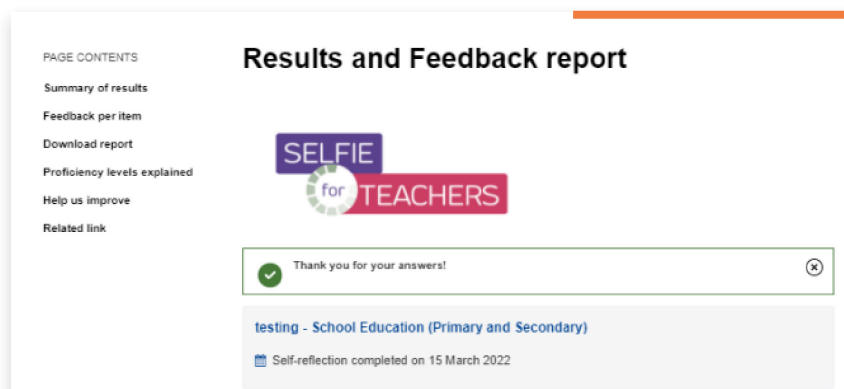 PAGE CONTENTS
Summary of results
Feedback per item
Download report
Proficiency levels explained
Help us improve
Related link
Results and Feedback report
SELFIE
for
TEACHERS
Thank you for your answers!
testing - School Education (Primary and Secondary)
Self-reflection completed on 15 March 2022